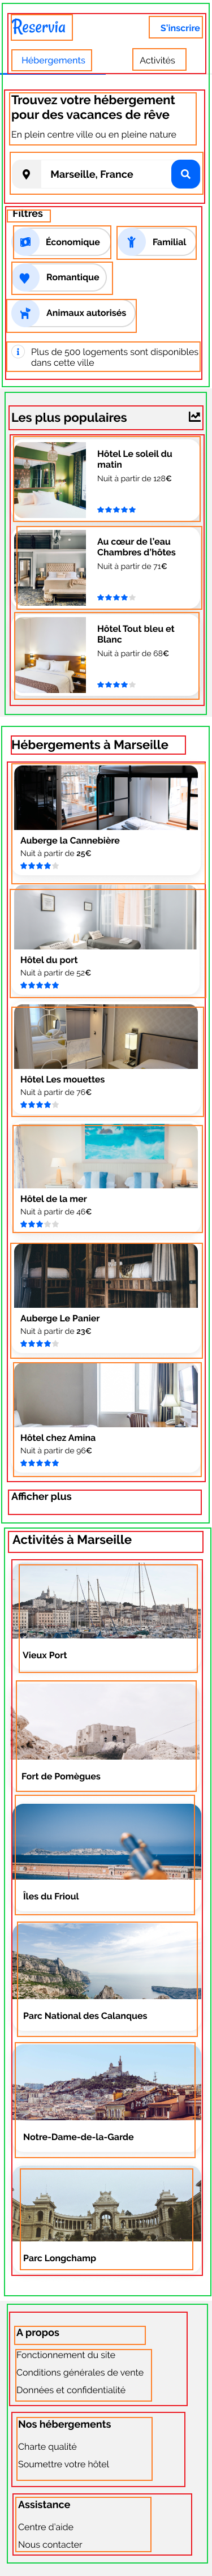 Reservia
S'inscrire
Hébergements
Activités
Trouvez votre hébergement
pour des vacances de rêve
En plein centre ville ou en pleine nature
Marseille, France
Filtres
Économique
Familial
Romantique
Animaux autorisés
Plus de 500 logements sont disponibles
dans cette ville
Les plus populaires
Hôtel Le soleil du
matin
Nuit à partir de 128€
Au cœur de l'eau
Chambres d'hôtes
Nuit à partir de 71€
Hôtel Tout bleu et
Blanc
Nuit à partir de 68€
Hébergements à Marseille
Auberge la Cannebière
Nuit à partir de 25€
Hôtel du port
Nuit à partir de 52€
Hôtel Les mouettes
Nuit à partir de 76€
Hôtel de la mer
Nuit à partir de 46€
Auberge Le Panier
Nuit à partir de 23€
Hôtel chez Amina
Nuit à partir de 96€
Afficher plus
Activités à Marseille
Vieux Port
Fort de Pomègues
Îles du Frioul
Parc National des Calanques
Notre-Dame-de-la-Garde
Parc Longchamp
A propos
Fonctionnement du site
Conditions générales de vente
Données et confidentialité
Nos hébergements
Charte qualité
Soumettre votre hôtel
Assistance
Centre d'aide
Nous contacter